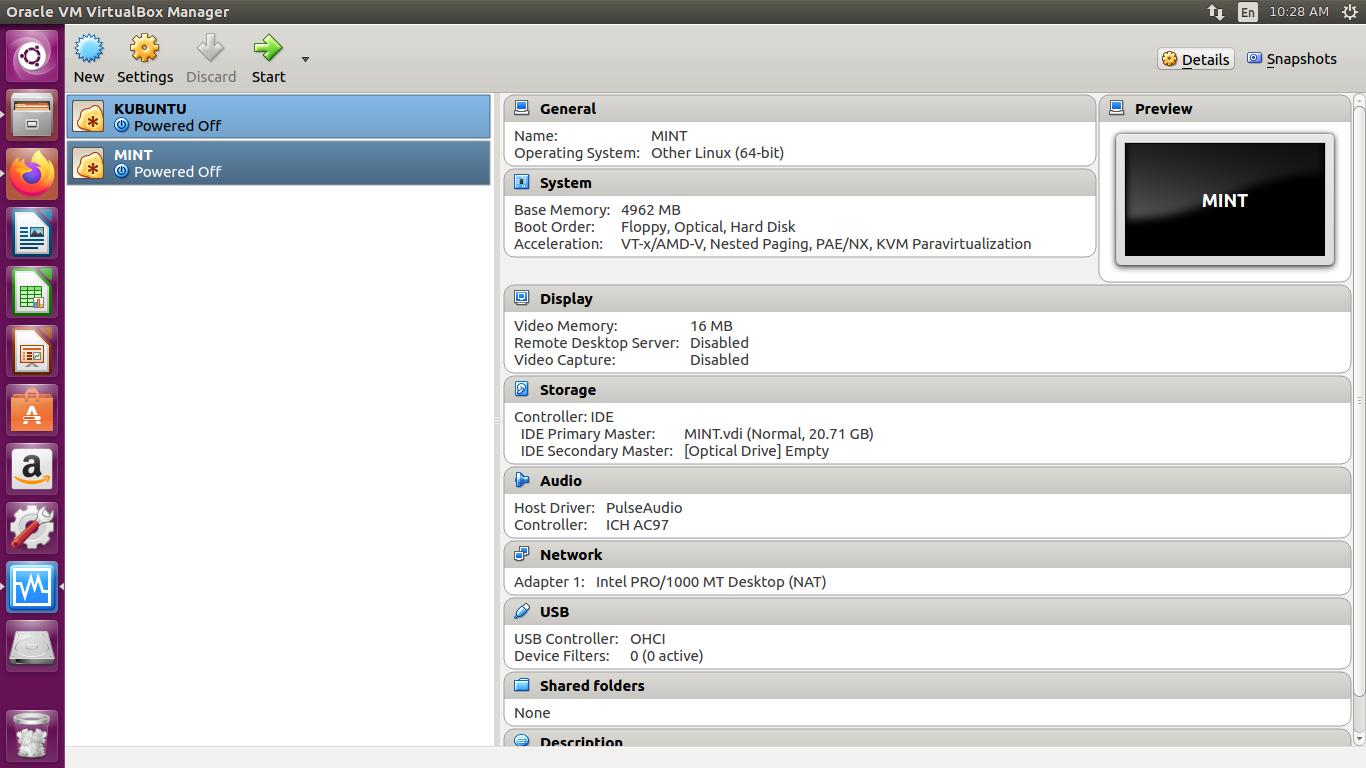 Oracle VM VirtualBox Manager
En 10:28 AM
New Settings Discard Start
Details Snapshots
KUBUNTU
Powered Off
MINT
Powered Off
General
Name: MINT
Operating System: Other Linux (64-bit)
System
Base Memory: 4962 MB
Boot Order: Floppy, Optical, Hard Disk
Acceleration: VT-x/AMD-V, Nested Paging, PAE/NX, KVM Paravirtualization
Preview
MINT
Display
Video Memory: 16 MB
Remote Desktop Server: Disabled
Video Capture: Disabled
Storage
Controller: IDE
IDE Primary Master: MINT.vdi (Normal, 20.71 GB)
IDE Secondary Master: [Optical Drive] Empty
Audio
Host Driver: PulseAudio
Controller: ICH AC97
Network
Adapter 1: Intel PRO/1000 MT Desktop (NAT)
USB
USB Controller: OHCI
Device Filters: 0 (0 active)
Shared folders
None
Description